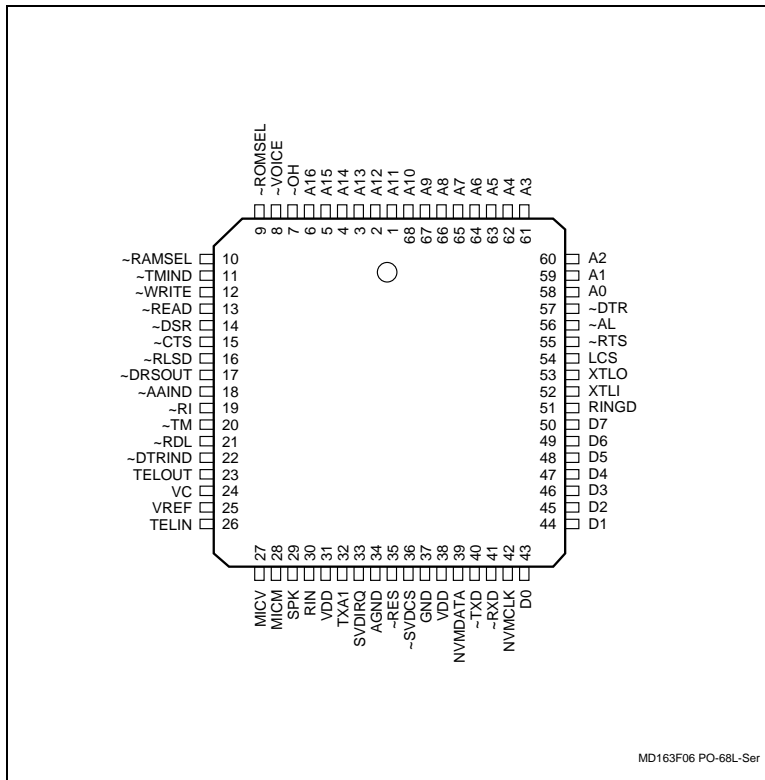 ~ROMSEL
~VOICE
~OH
A16
A15
A14
A13
A12
A11
A10
A9
A8
A7
A6
A5
A4
A3
9
8
7
6
5
4
3
2
1
68
67
66
65
64
63
62
61
~RAMSEL 10
~TMIND 11
~WRITE 12
~READ 13
~DSR 14
~CTS 15
~RLSD 16
~DRSOUT 17
~AAIND 18
~RI 19
~TM 20
~RDL 21
~DTRIND 22
TELOUT 23
VC 24
VREF 25
TELIN 26
60 A2
59 A1
58 A0
57 ~DTR
56 ~AL
55 ~RTS
54 LCS
53 XTLO
52 XTLI
51 RINGD
50 D7
49 D6
48 D5
47 D4
46 D3
45 D2
44 D1
27
28
29
30
31
32
33
34
35
36
37
38
39
40
41
42
43
MICV
MICM
SPK
RIN
VDD
TXA1
SVDIRQ
AGND
~RES
~SVDCS
GND
VDD
NVMDATA
~TXD
~RXD
NVMCLK
D0
MD163F06 PO-68L-Ser